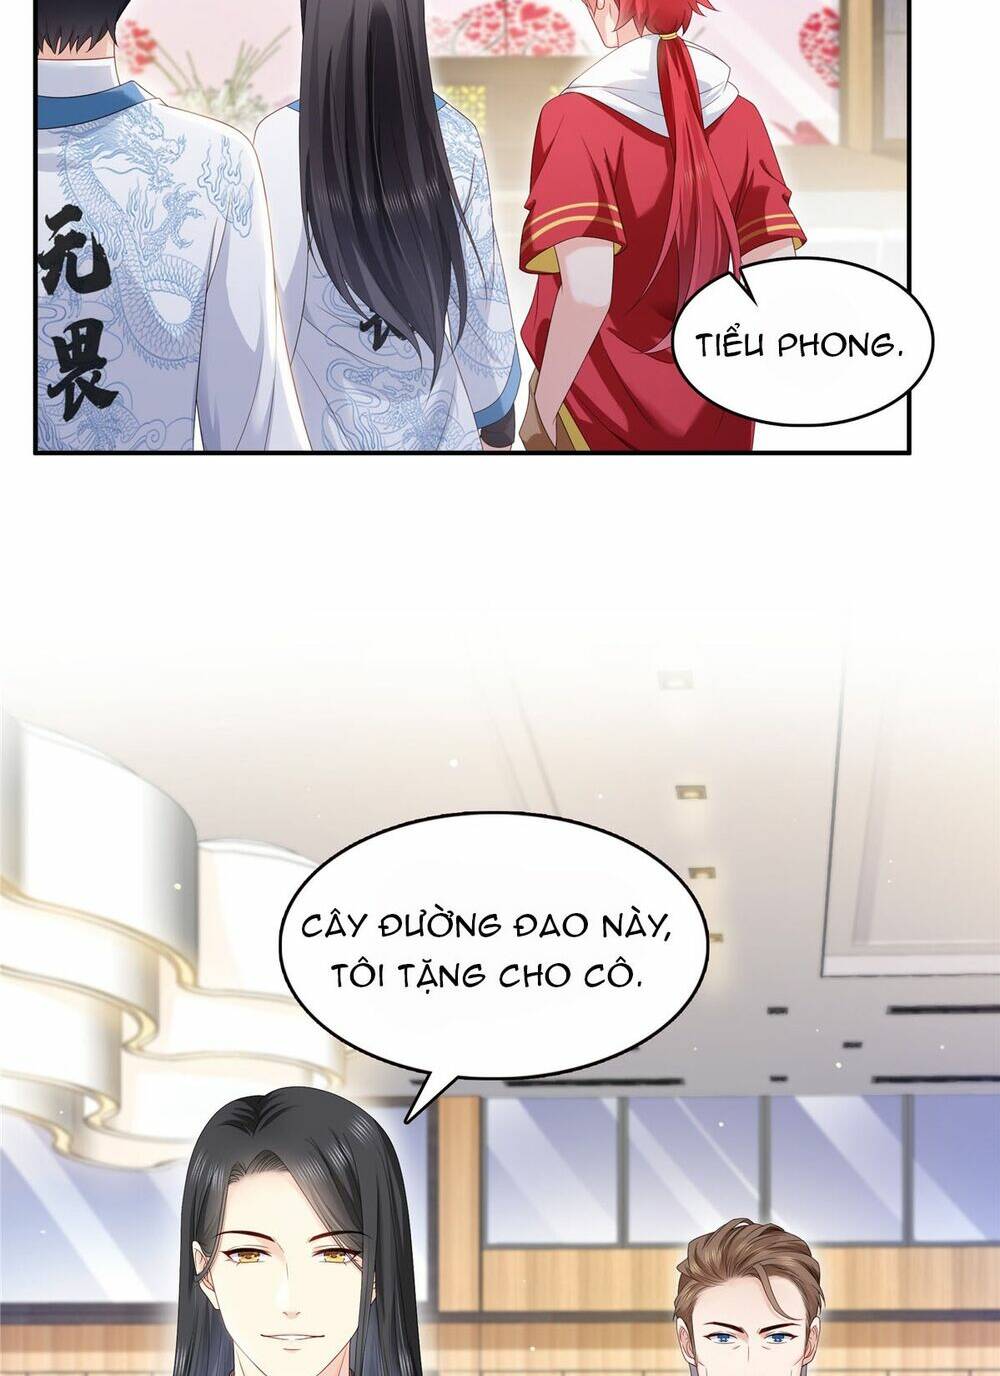 无
畏
TIỂU PHONG.
CÂY ĐƯỜNG ĐAO NÀY,
TÔI TẶNG CHO CÔ.